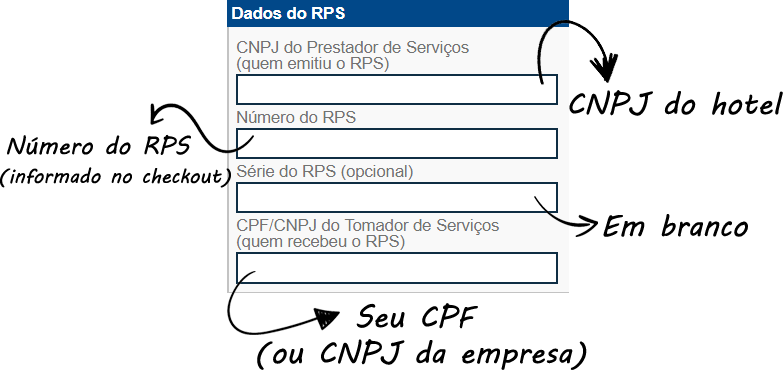 Dados do RPS
CNPJ do Prestador de Serviços
(quem emitiu o RPS)
CNPJ do hotel
Número do RPS
Número do RPS
(informado no checkout)
Série do RPS (opcional)
Em branco
CPF/CNPJ do Tomador de Serviços
(quem recebeu o RPS)
Seu CPF
(ou CNPJ da empresa)